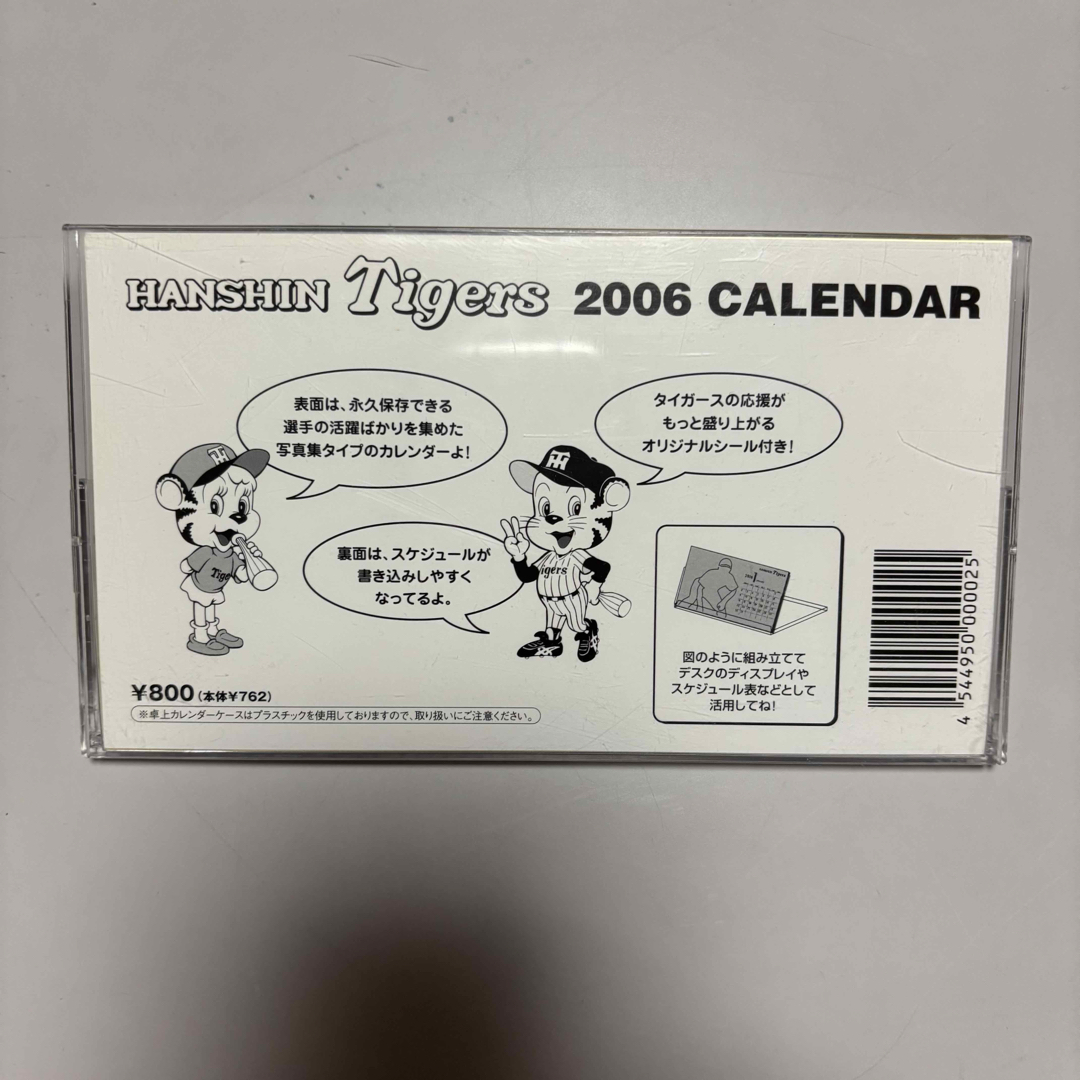 HANSHIN Tigers 2006 CALENDAR
表面は、永久保存できる
選手の活躍ばかりを集めた
写真集タイプのカレンダーよ!
タイガースの応援が
もっと盛り上がる
オリジナルシール付き!
裏面は、スケジュールが
書き込みしやすく
なってるよ。
図のように組み立てて
デスクのディスプレイや
スケジュール表などとして
活用してね!
¥800(本体¥762)
※卓上カレンダーケースはプラスチックを使用しておりますので、取り扱いにご注意ください。
4 544950 000025